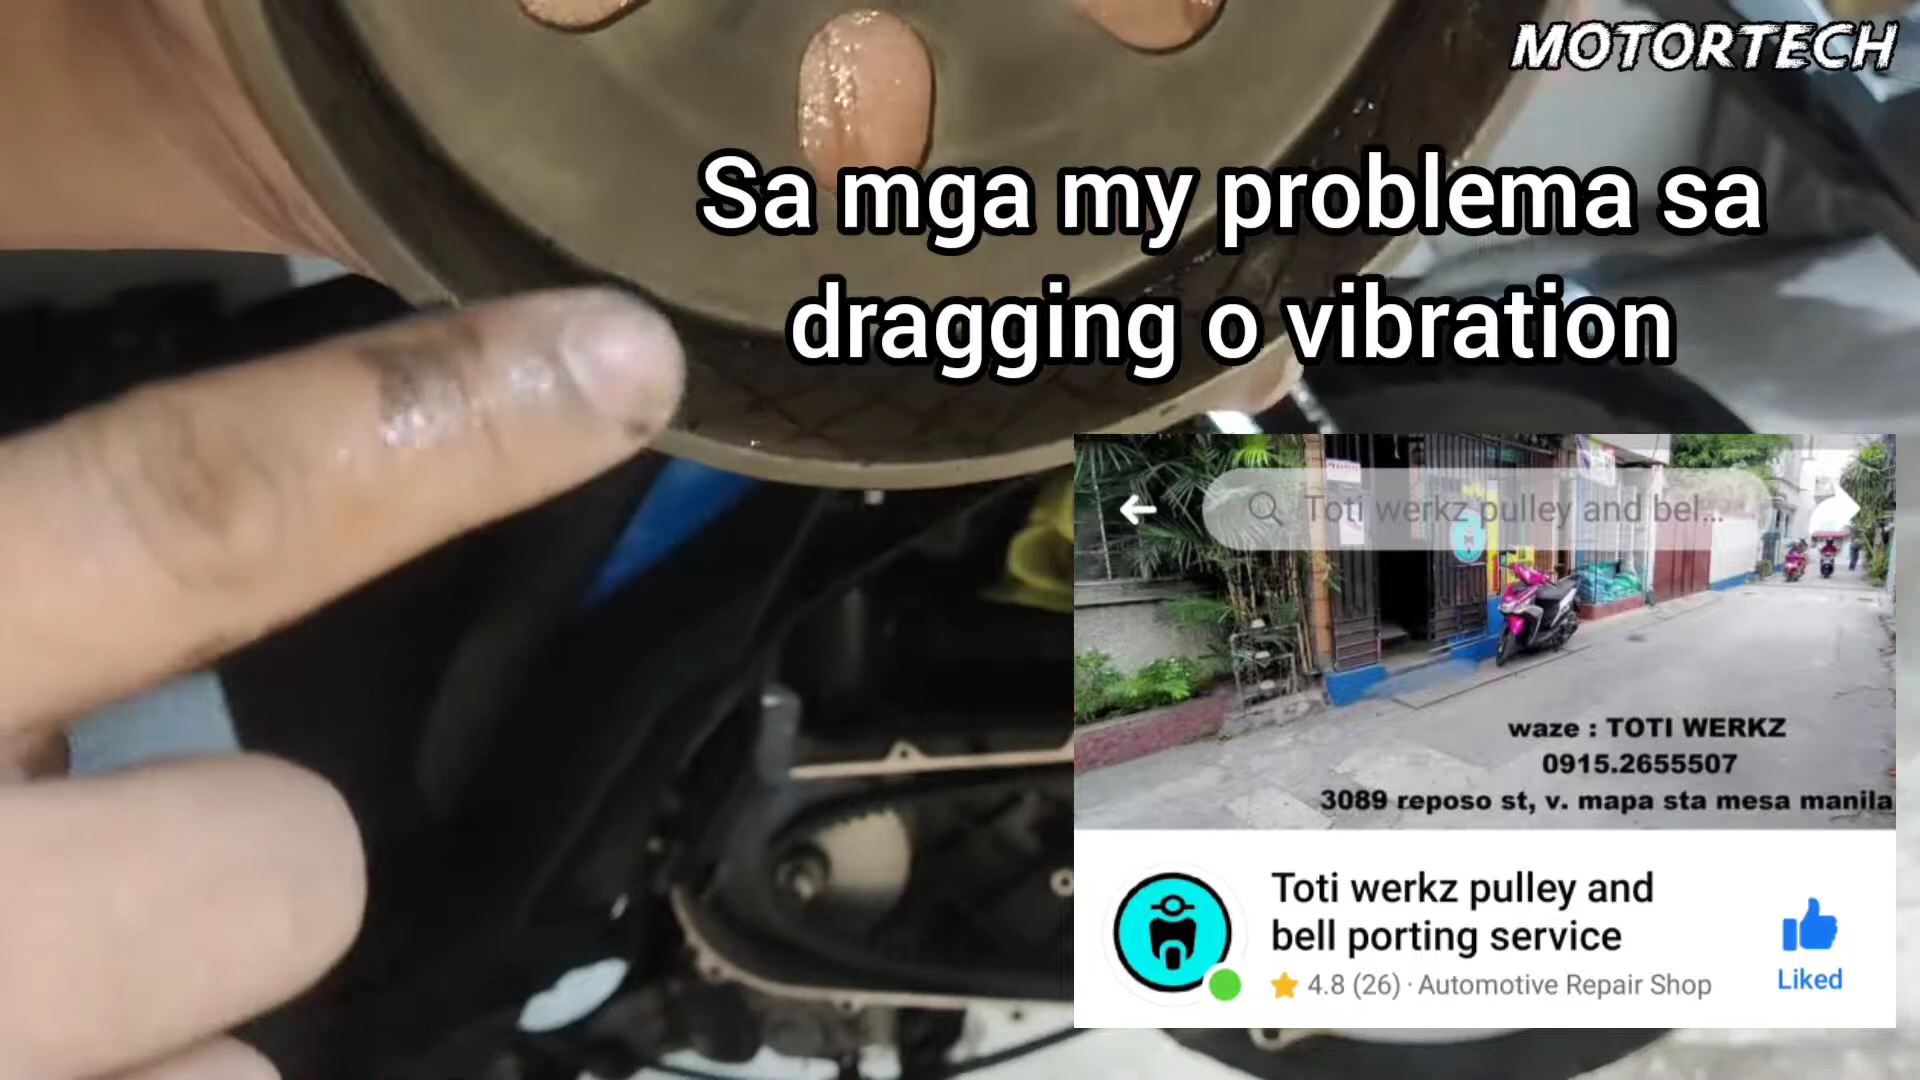 MOTORTECH
Sa mga my problema sa
dragging o vibration
Toti werkz pulley and bel...
waze : TOTI WERKZ
0915.2655507
3089 reposo st, v. mapa sta mesa manila
Toti werkz pulley and
bell porting service
4.8 (26) · Automotive Repair Shop
Liked